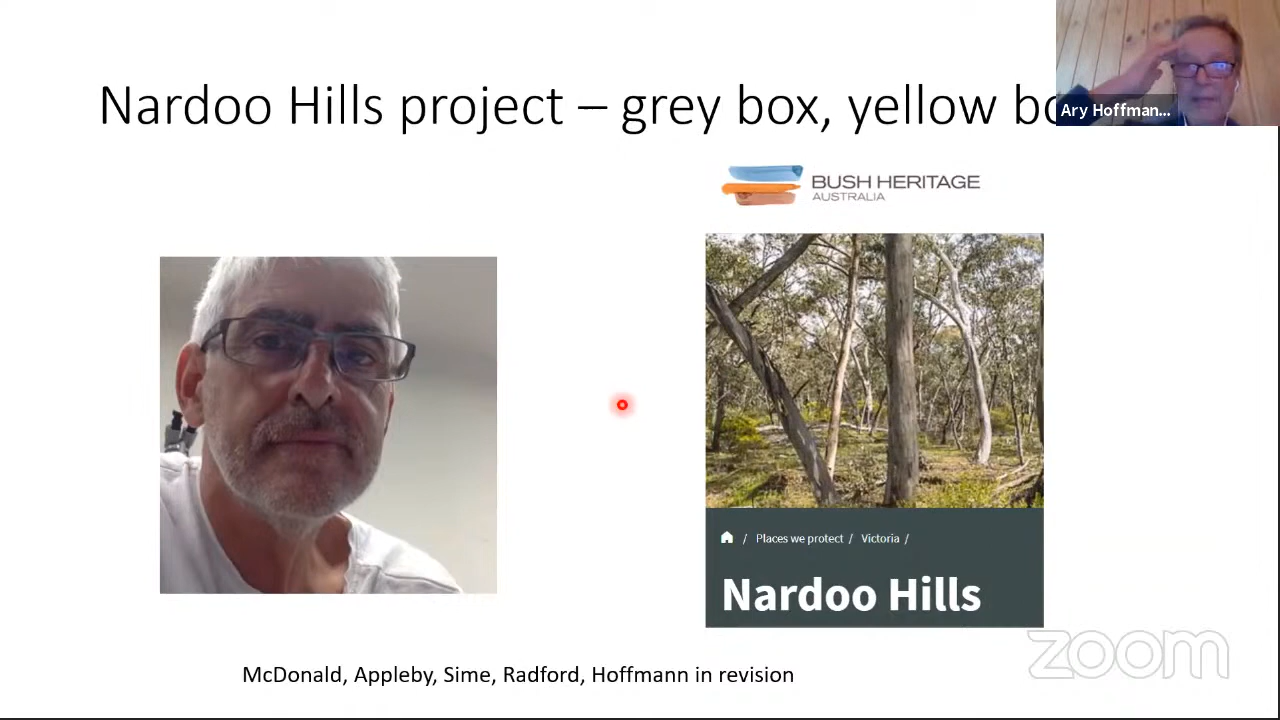 Nardoo Hills project – grey box, yellow
Ary Hoffman...
BUSH HERITAGE
AUSTRALIA
/ Places we protect / Victoria /
Nardoo Hills
zoom
McDonald, Appleby, Sime, Radford, Hoffmann in revision